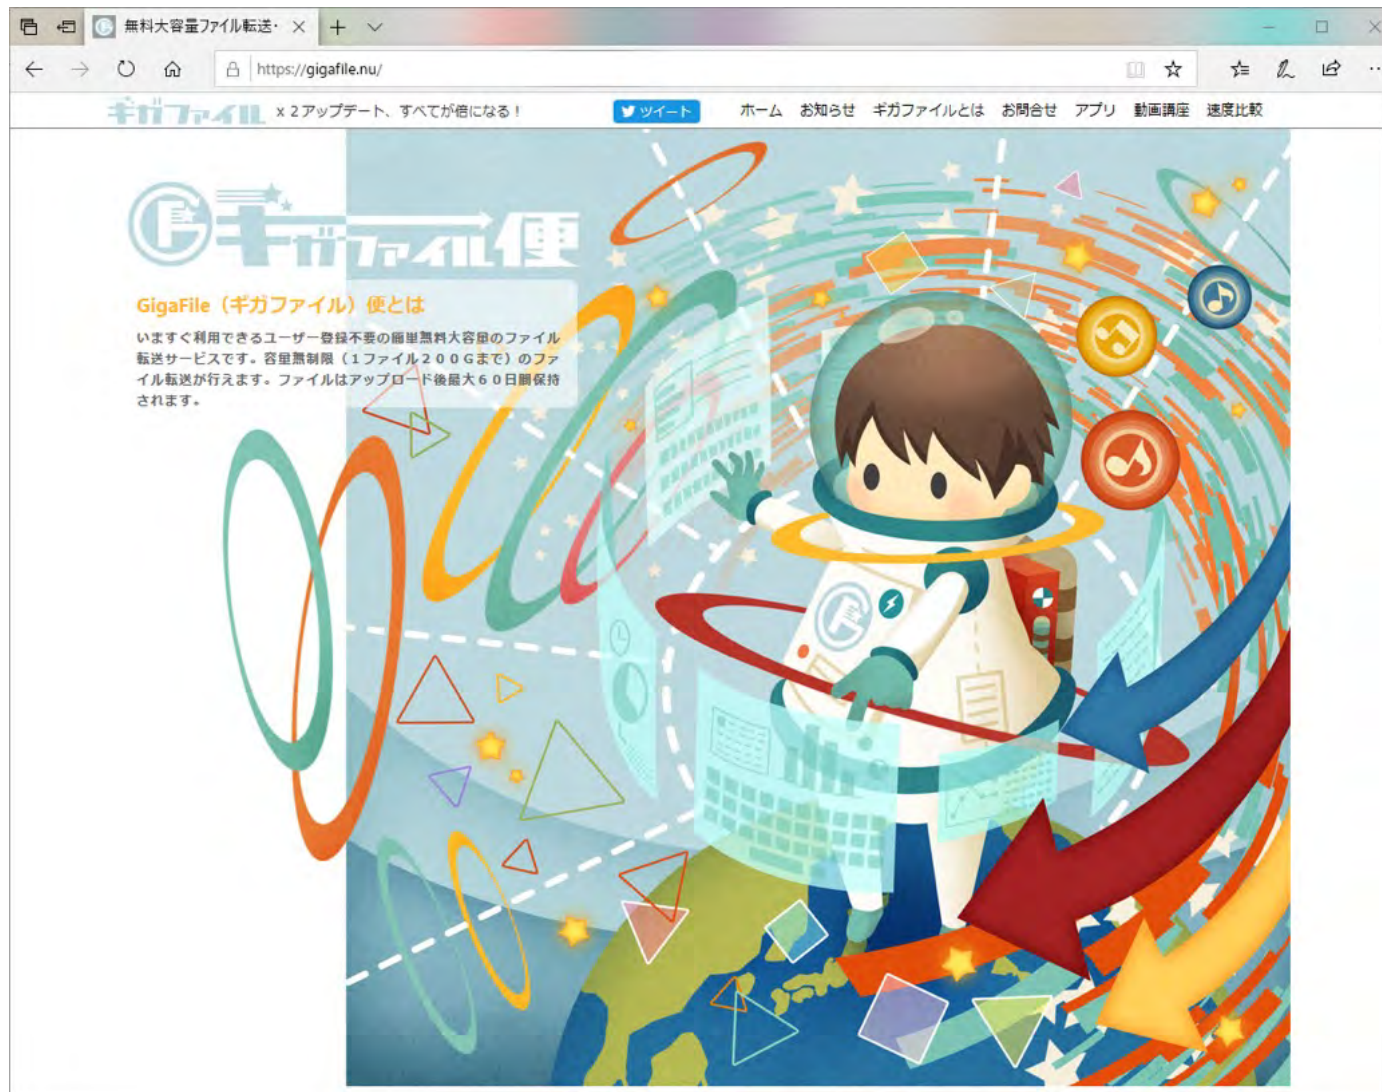 無料大容量ファイル転送・
https://gigafile.nu/
ギガファイル x２アップデート、すべてが倍になる！ ツイート ホーム お知らせ ギガファイルとは お問合せ アプリ 動画講座 速度比較
ギガファイル便
GigaFile（ギガファイル）便とは
いますぐ利用できるユーザー登録不要の簡単無料大容量のファイル
転送サービスです。容量無制限（１ファイル２００Ｇまで）のファ
イル転送が行えます。ファイルはアップロード後最大６０日間保持
されます。